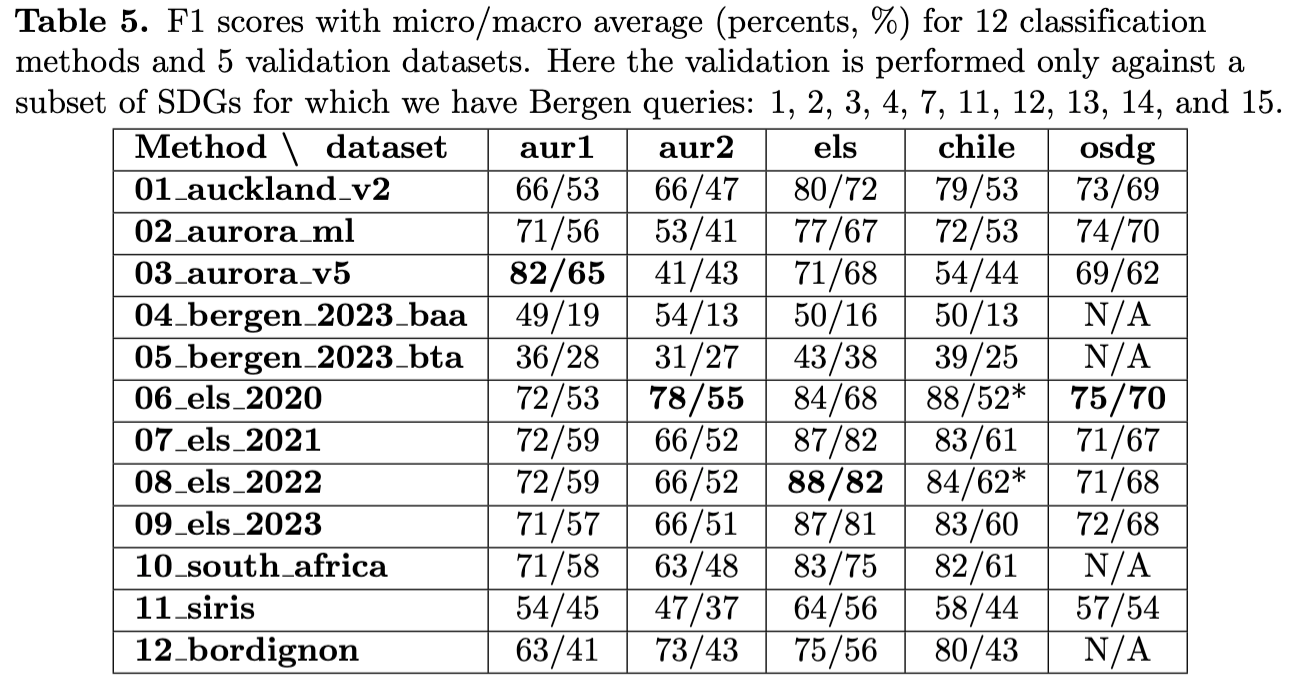 Table 5. F1 scores with micro/macro average (percents, %) for 12 classification
methods and 5 validation datasets. Here the validation is performed only against a
subset of SDGs for which we have Bergen queries: 1, 2, 3, 4, 7, 11, 12, 13, 14, and 15.
Method \ dataset aur1 aur2 els chile osdg
01_auckland_v2 66/53 66/47 80/72 79/53 73/69
02_aurora_ml 71/56 53/41 77/67 72/53 74/70
03_aurora_v5 82/65 41/43 71/68 54/44 69/62
04_bergen_2023_baa 49/19 54/13 50/16 50/13 N/A
05_bergen_2023_bta 36/28 31/27 43/38 39/25 N/A
06_els_2020 72/53 78/55 84/68 88/52* 75/70
07_els_2021 72/59 66/52 87/82 83/61 71/67
08_els_2022 72/59 66/52 88/82 84/62* 71/68
09_els_2023 71/57 66/51 87/81 83/60 72/68
10_south_africa 71/58 63/48 83/75 82/61 N/A
11_siris 54/45 47/37 64/56 58/44 57/54
12_bordignon 63/41 73/43 75/56 80/43 N/A